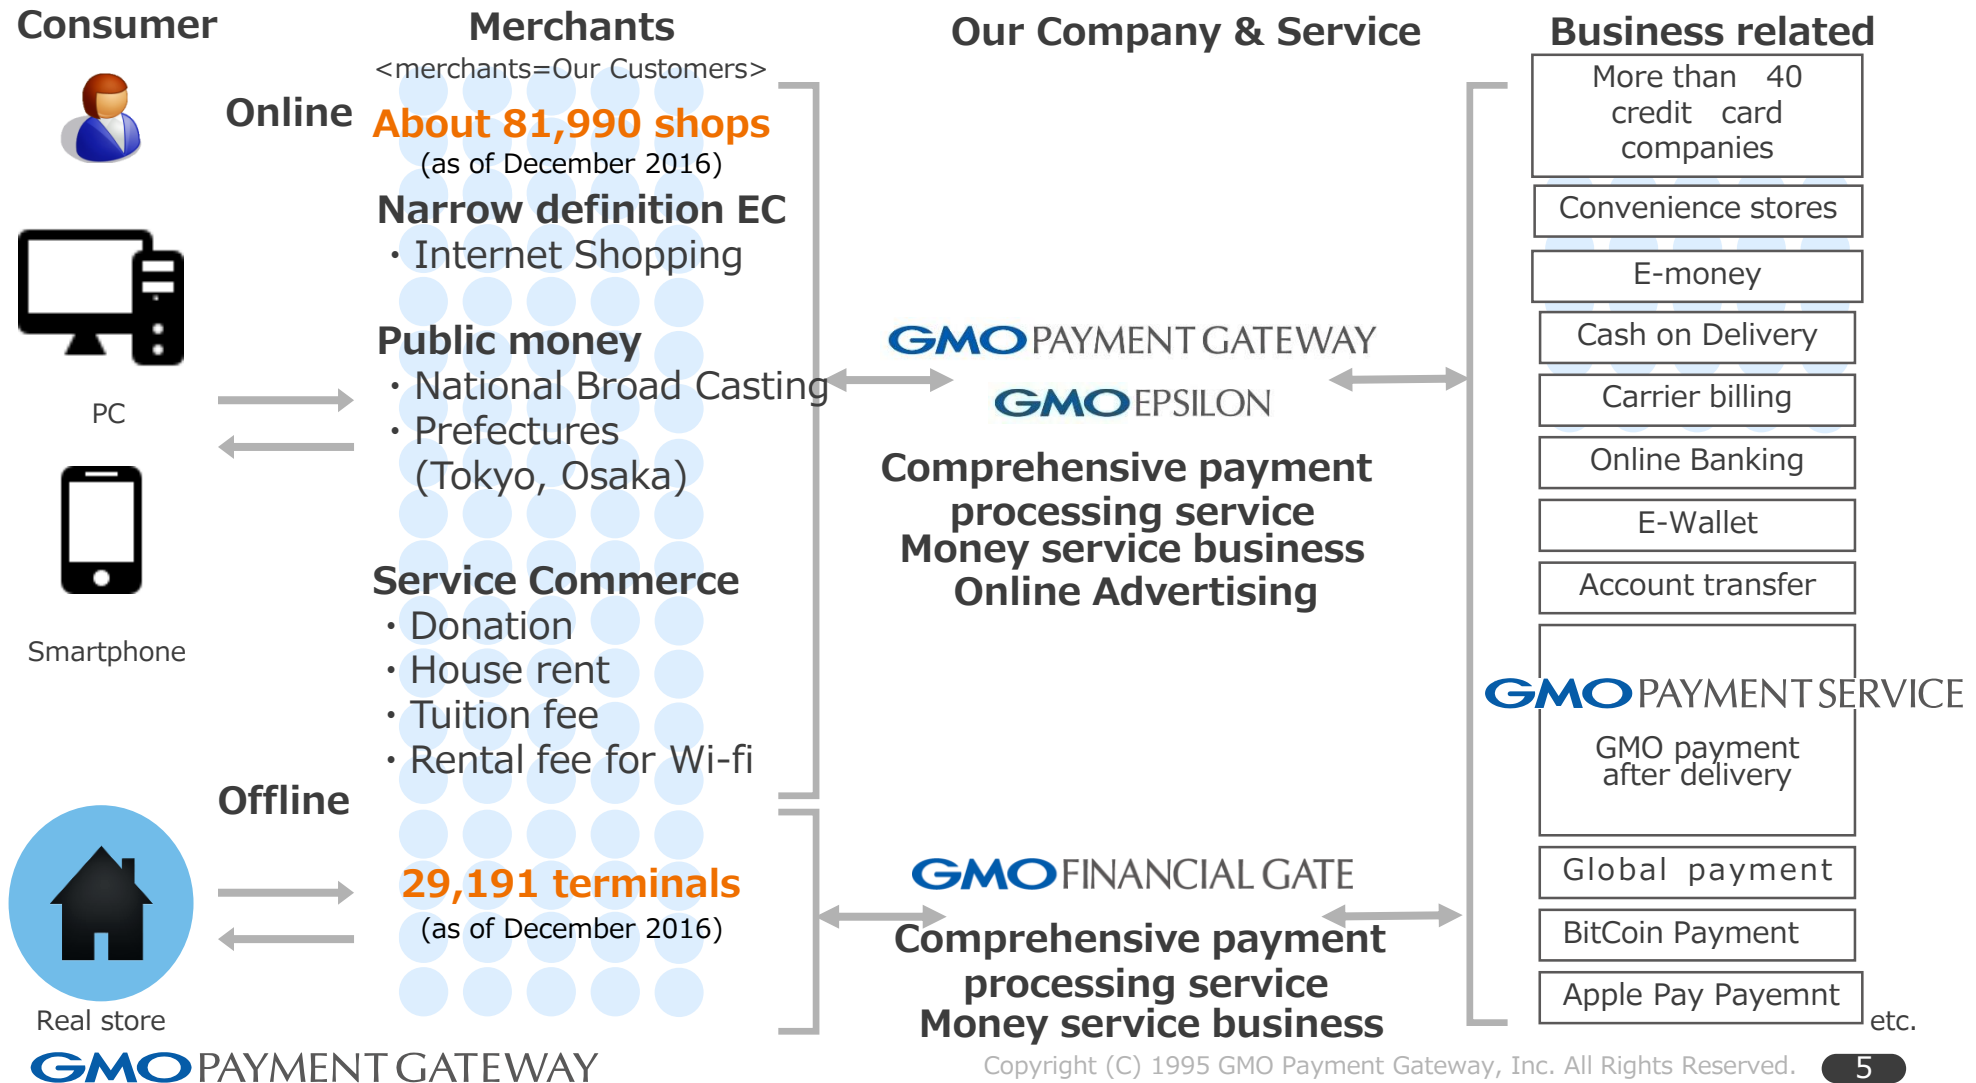 Consumer
Online
PC
Smartphone
Offline
Real store
Merchants
<merchants=Our Customers>
About 81,990 shops
(as of December 2016)
Narrow definition EC
・Internet Shopping
Public money
・National Broad Casting
・Prefectures
(Tokyo, Osaka)
Service Commerce
・Donation
・House rent
・Tuition fee
・Rental fee for Wi-fi
29,191 terminals
(as of December 2016)
Our Company & Service
GMO PAYMENT GATEWAY
GMO EPSILON
Comprehensive payment
processing service
Money service business
Online Advertising
GMO FINANCIAL GATE
Comprehensive payment
processing service
Money service business
Business related
More than 40
credit card
companies
Convenience stores
E-money
Cash on Delivery
Carrier billing
Online Banking
E-Wallet
Account transfer
GMO PAYMENT SERVICE
GMO payment
after delivery
Global payment
BitCoin Payment
Apple Pay Payemnt
etc.
GMO PAYMENT GATEWAY
Copyright (C) 1995 GMO Payment Gateway, Inc. All Rights Reserved.
5